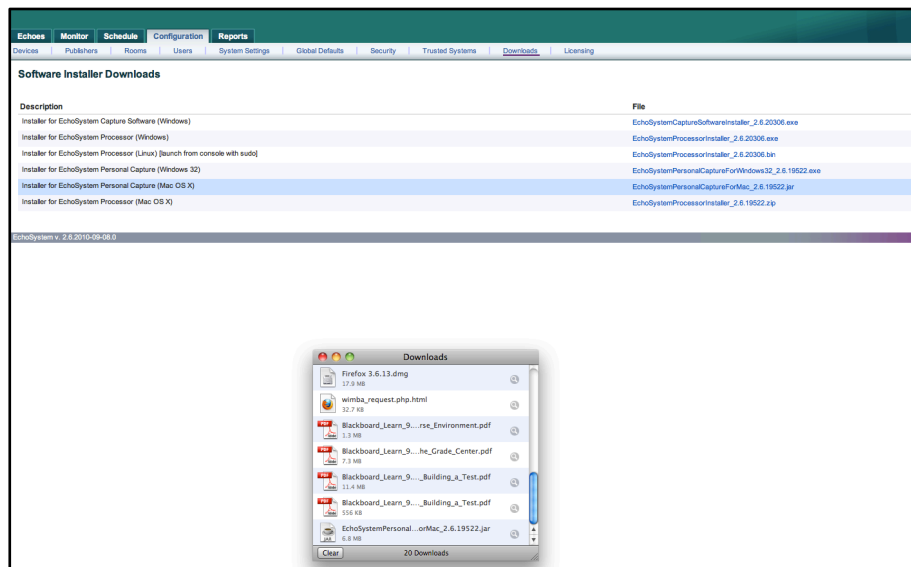 Echoes Monitor Schedule Configuration Reports
Devices Publishers Rooms Users System Settings Global Defaults Security Trusted Systems Downloads Licensing
Software Installer Downloads
Description File
Installer for EchoSystem Capture Software (Windows) EchoSystemCaptureSoftwareInstaller_2.6.20306.exe
Installer for EchoSystem Processor (Windows) EchoSystemProcessorInstaller_2.6.20306.exe
Installer for EchoSystem Processor (Linux) [launch from console with sudo] EchoSystemProcessorInstaller_2.6.20306.bin
Installer for EchoSystem Personal Capture (Windows 32) EchoSystemPersonalCaptureForWindows32_2.6.19522.exe
Installer for EchoSystem Personal Capture (Mac OS X) EchoSystemPersonalCaptureForMac_2.6.19522.jar
Installer for EchoSystem Processor (Mac OS X) EchoSystemProcessorInstaller_2.6.19522.zip
EchoSystem v. 2.6.2010-09-08.0
Downloads
Firefox 3.6.13.dmg
17.9 MB
wimba_request.php.html
32.7 KB
PDF
Blackboard_Learn_9....rse_Environment.pdf
1.3 MB
PDF
Blackboard_Learn_9....he_Grade_Center.pdf
7.3 MB
PDF
Blackboard_Learn_9...._Building_a_Test.pdf
11.4 MB
PDF
Blackboard_Learn_9...._Building_a_Test.pdf
556 KB
EchoSystemPersonal...orMac_2.6.19522.jar
JAR
6.8 MB
Clear 20 Downloads